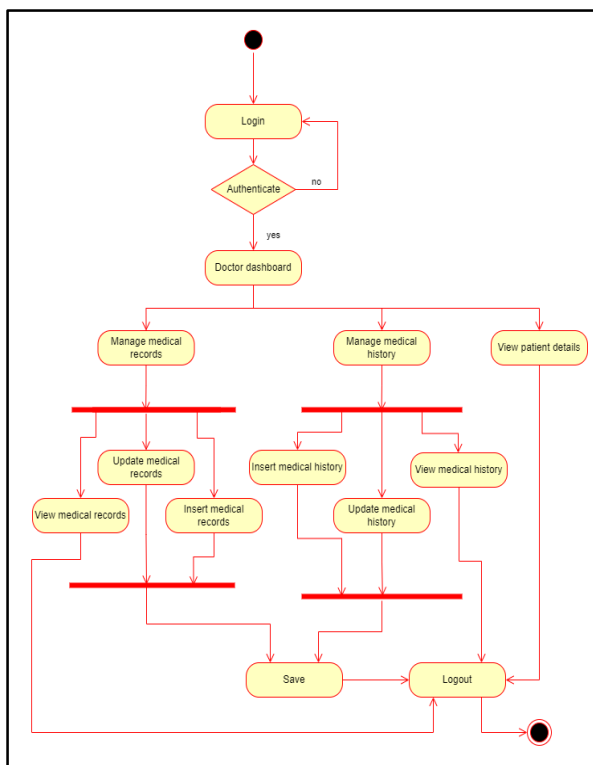 Login
Authenticate
no
yes
Doctor dashboard
Manage medical
records
Manage medical
history
View patient details
Update medical
records
Insert medical history
View medical history
View medical records
Insert medical
records
Update medical
history
Save
Logout